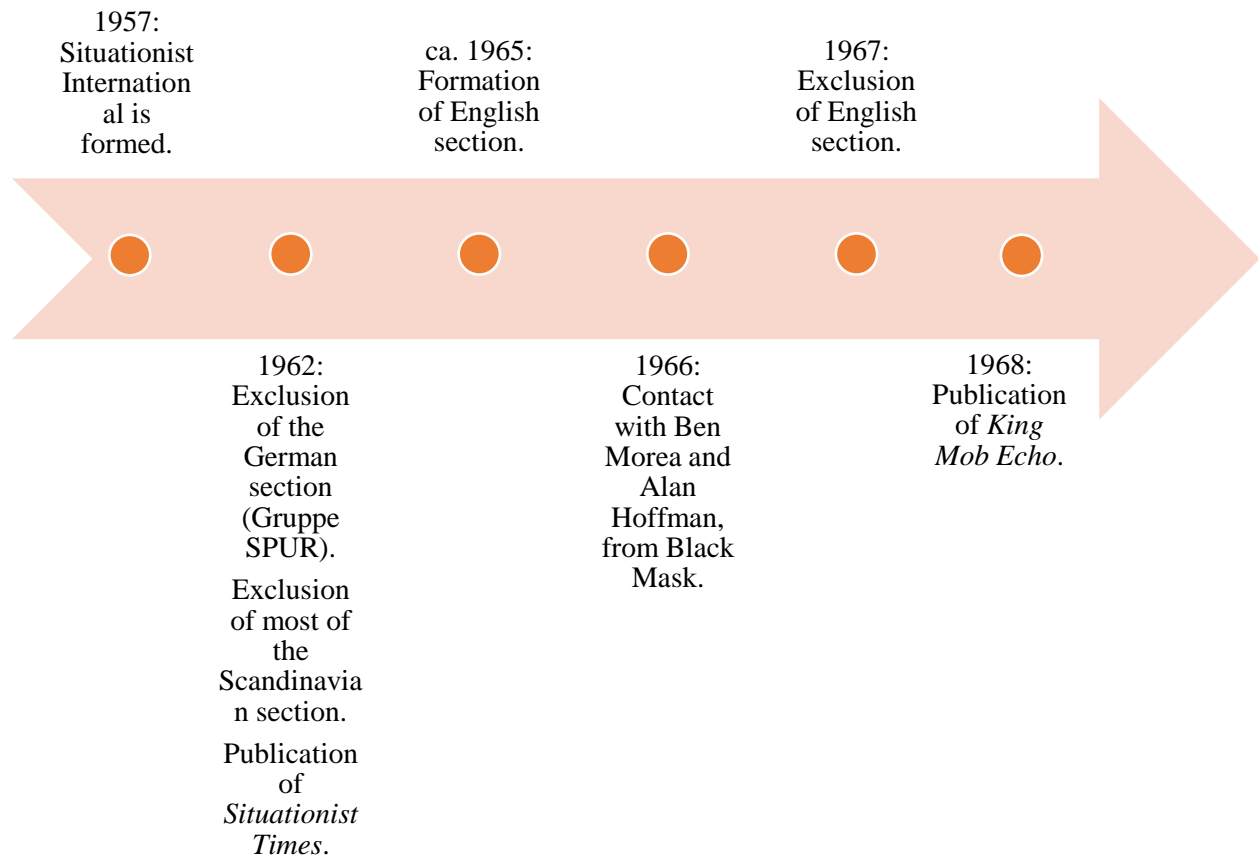 1957:
Situationist
Internation
al is
formed.
1962:
Exclusion
of the
German
section
(Gruppe
SPUR).
Exclusion
of most of
the
Scandinavia
n section.
Publication
of
Situationist
Times.
ca. 1965:
Formation
of English
section.
1966:
Contact
with Ben
Morea and
Alan
Hoffman,
from Black
Mask.
1967:
Exclusion
of English
section.
1968:
Publication
of King
Mob Echo.